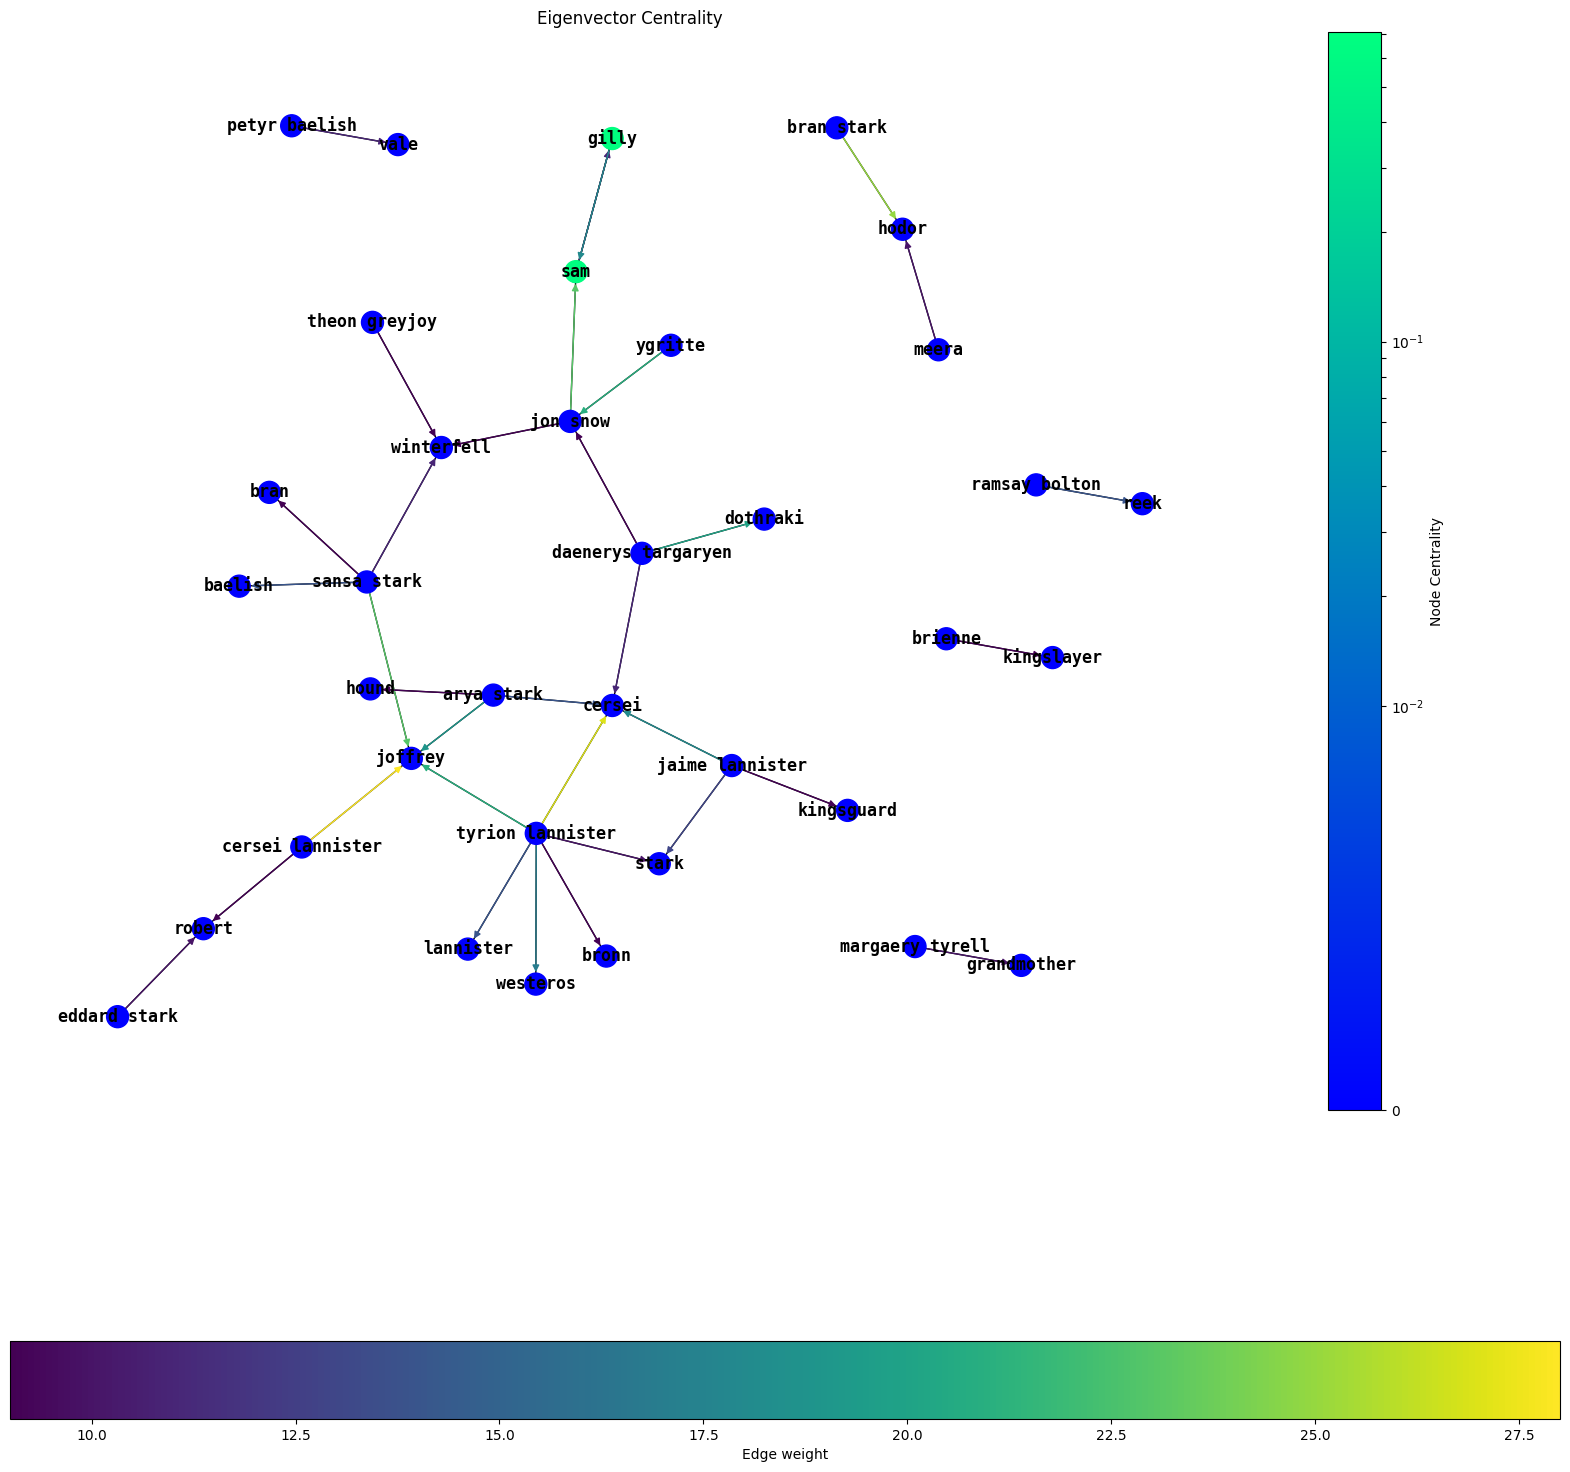 Eigenvector Centrality
petyr baelish
vale
gilly
bran stark
hodor
sam
theon greyjoy
ygritte
meera
jon snow
winterfell
bran
ramsay bolton
reek
dothraki
daenerys targaryen
baelish
sansa stark
brienne
kingslayer
hound
arya stark
cersei
joffrey
jaime lannister
kingsguard
tyrion lannister
cersei lannister
stark
robert
lannister
bronn
westeros
margaery tyrell
grandmother
eddard stark
10⁻¹
10⁻²
0
Node Centrality
10.0 12.5 15.0 17.5 20.0 22.5 25.0 27.5
Edge weight